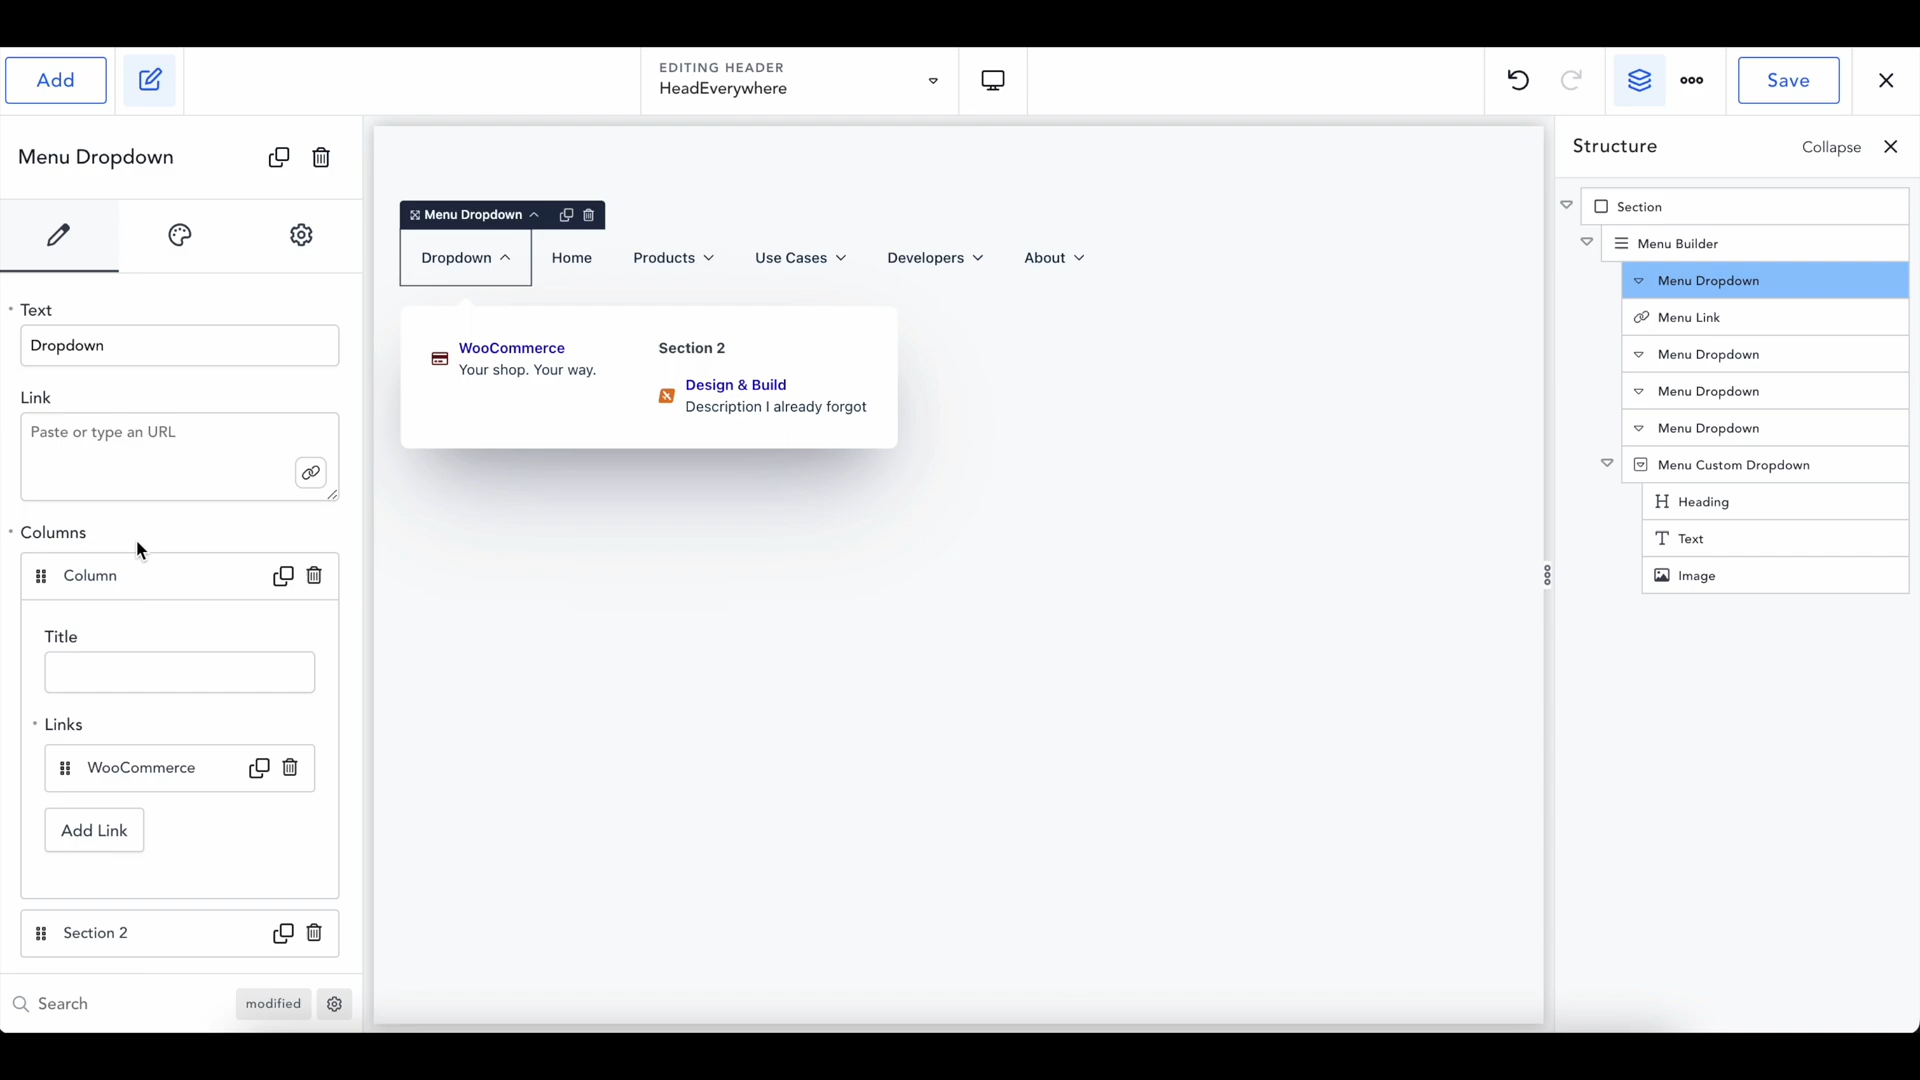 Add
EDITING HEADER
HeadEverywhere
Save
Menu Dropdown
Text
Dropdown
Link
Paste or type an URL
Columns
Column
Title
Links
WooCommerce
Add Link
Section 2
Search
modified
Menu Dropdown
Dropdown Home Products Use Cases Developers About
WooCommerce
Your shop. Your way.
Section 2
Design & Build
Description I already forgot
Structure
Collapse
Section
Menu Builder
Menu Dropdown
Menu Link
Menu Dropdown
Menu Dropdown
Menu Dropdown
Menu Custom Dropdown
Heading
Text
Image